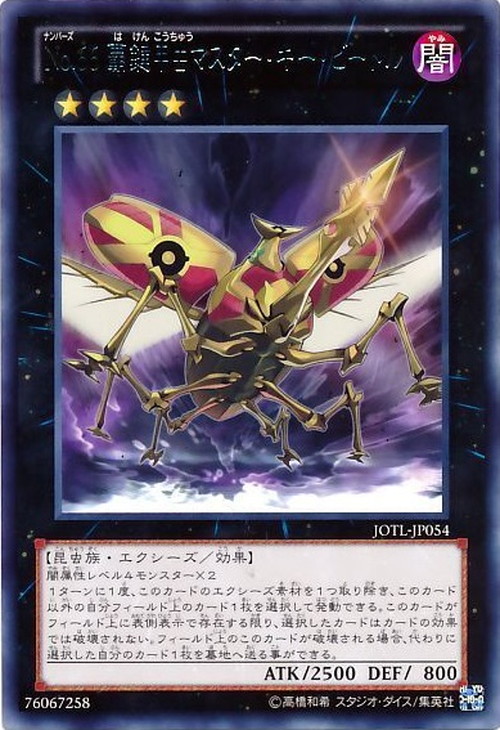 ナンバーズ は けん こうちゅう
No.66 覇鍵甲虫マスター・キー・ビートル
やみ
闇
JOTL-JP054
【昆虫族・エクシーズ/効果】
闇属性レベル4モンスター×2
1ターンに1度、このカードのエクシーズ素材を1つ取り除き、このカード
以外の自分フィールド上のカード1枚を選択して発動できる。このカードが
フィールド上に表側表示で存在する限り、選択したカードはカードの効果
では破壊されない。フィールド上のこのカードが破壊される場合、代わりに
選択した自分のカード1枚を墓地へ送る事ができる。
ATK/2500 DEF/ 800
76067258
©高橋和希 スタジオ・ダイス/集英社